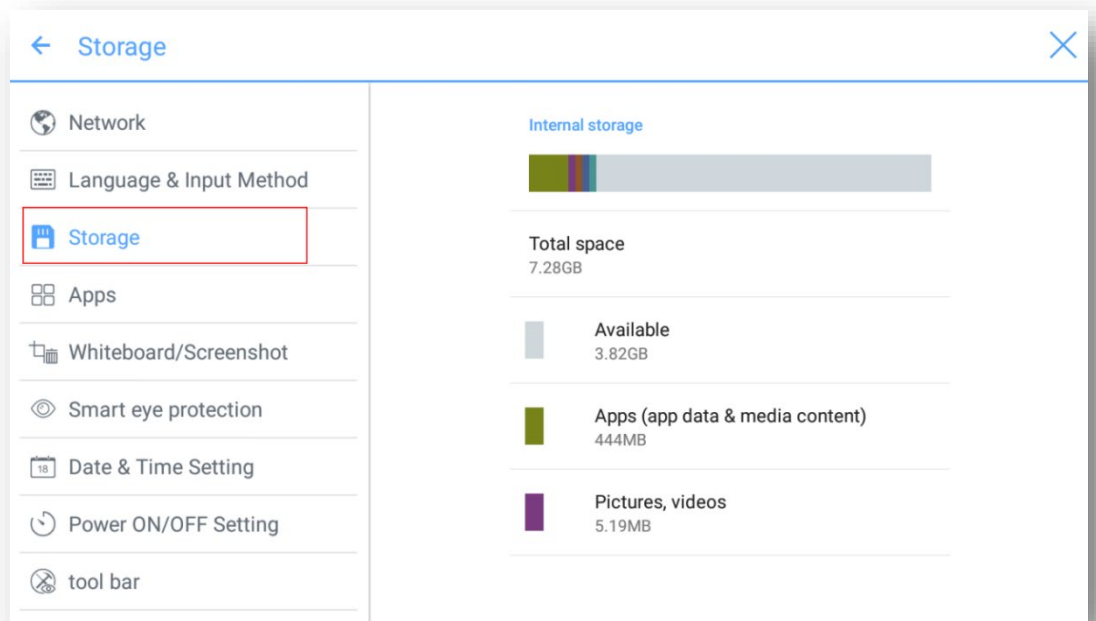 Storage
Network
Language & Input Method
Storage
Apps
Whiteboard/Screenshot
Smart eye protection
18
Date & Time Setting
Power ON/OFF Setting
tool bar
Internal storage
Total space
7.28GB
Available
3.82GB
Apps (app data & media content)
444MB
Pictures, videos
5.19MB